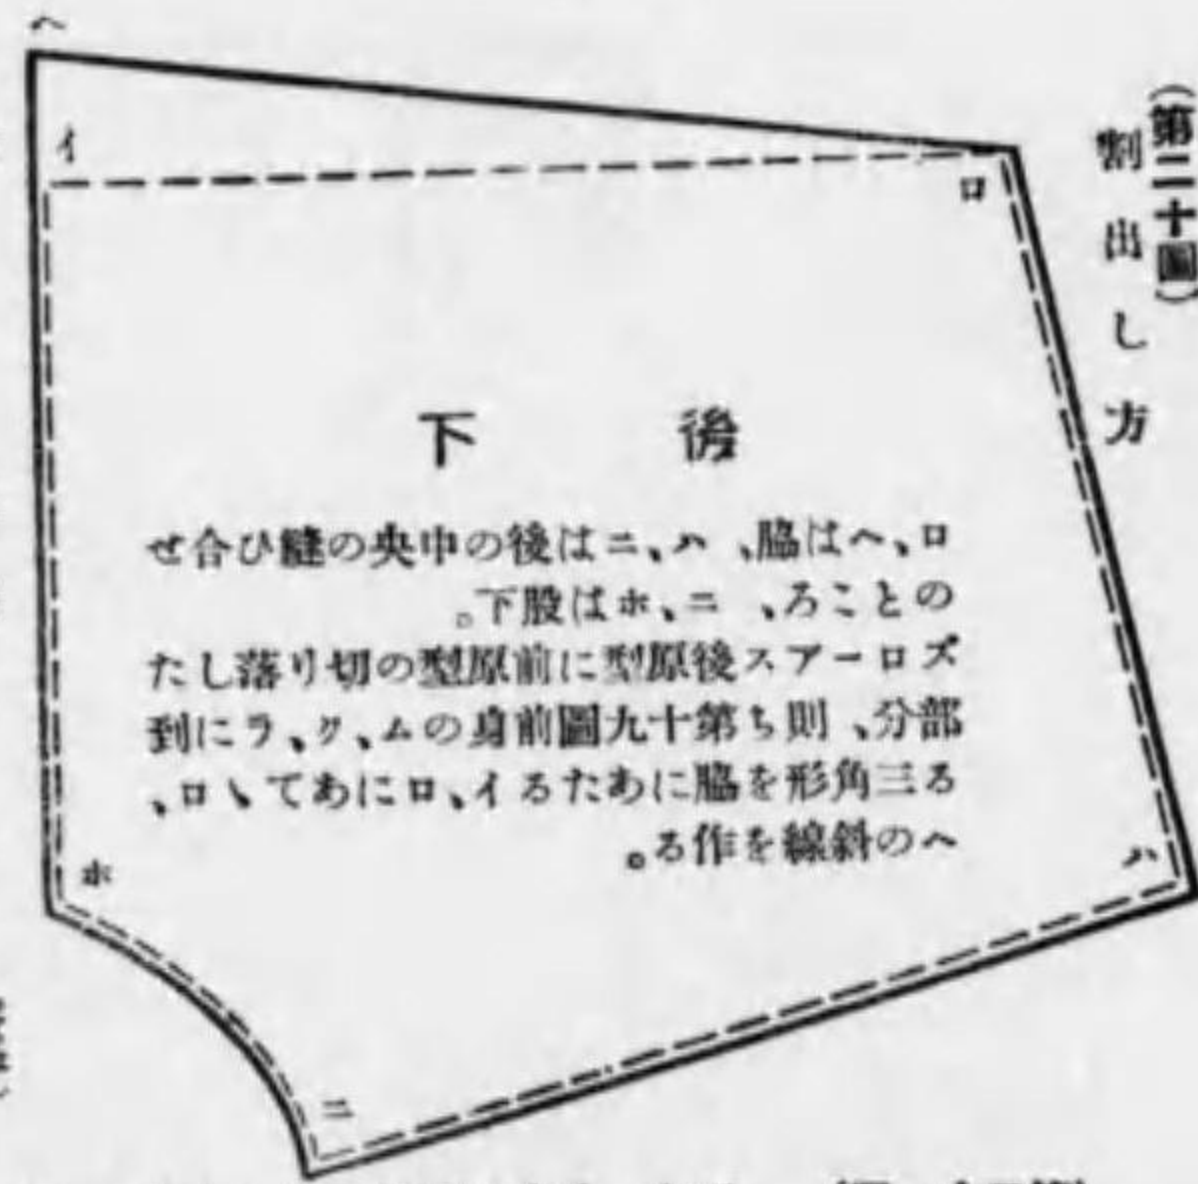 (第二十圖)
割出し方
ヘ
イ
ロ
後下
ロ、ヘは脇、ハ、ニは後の中央の縫ひ合せ
のところ、ニ、ホは股下。
ズローアス後原型に前原型の切り落した
部分、則ち第十九圖前身のム、ク、ラに到
る三角形を脇にあたるイ、ロにあてゝロ、
ヘの斜線を作る。
ハ
ホ
ニ